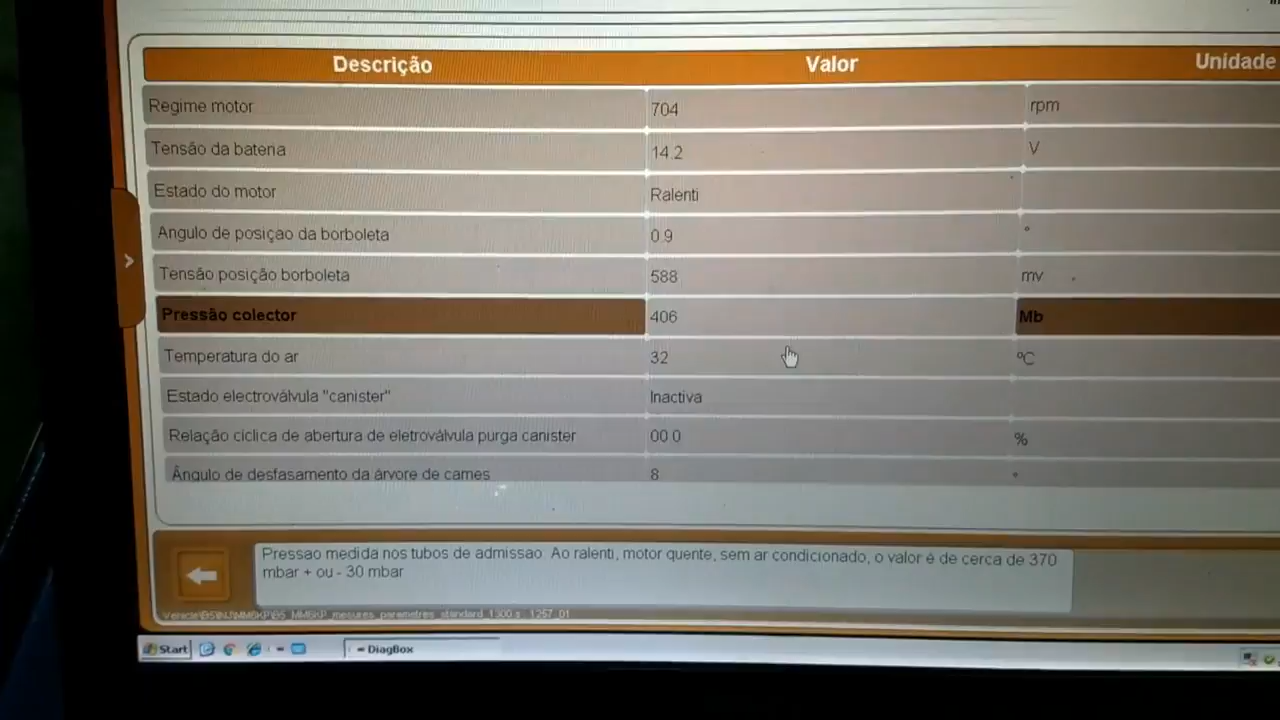 Descrição Valor Unidade
Regime motor 704 rpm
Tensão da bateria 14.2 V
Estado do motor Ralenti
Angulo de posiçao da borboleta 0.9 °
Tensão posição borboleta 588 mv
Pressão colector 406 Mb
Temperatura do ar 32 ºC
Estado electroválvula "canister" Inactiva
Relação cíclica de abertura de eletroválvula purga canister 00.0 %
Ângulo de desfasamento da árvore de cames 8 °
Pressao medida nos tubos de admissao. Ao ralenti, motor quente, sem ar condicionado, o valor é de cerca de 370
mbar + ou - 30 mbar
mesures_parametres_standard_1300.s 1257_01
Start DiagBox